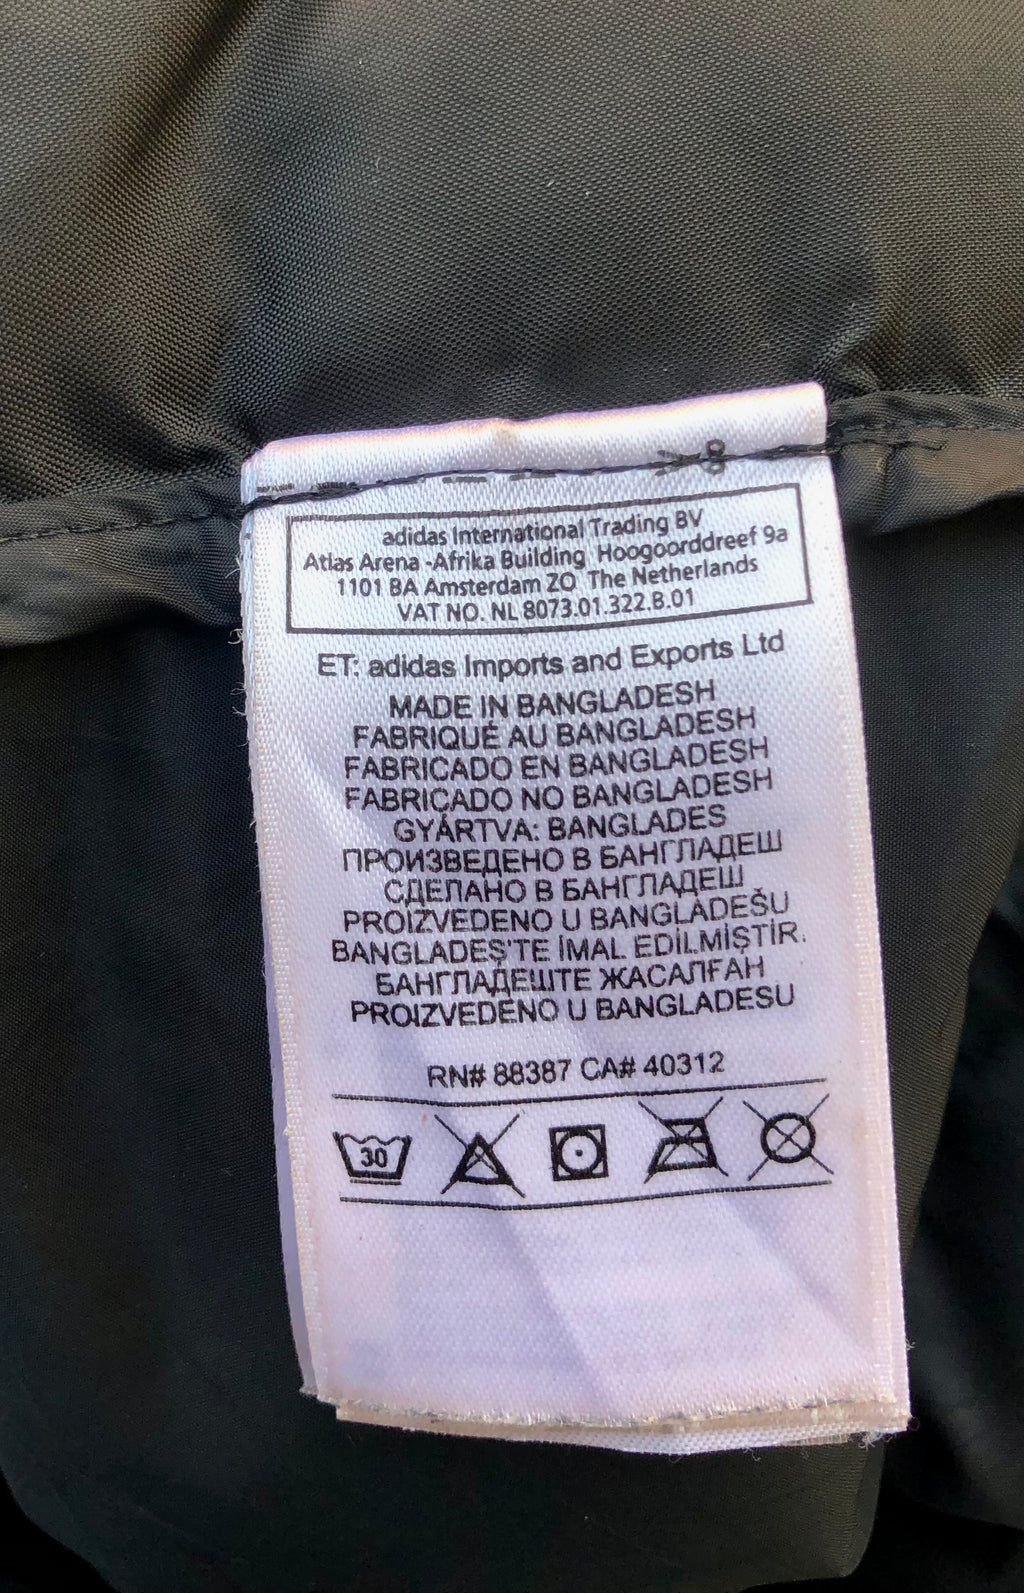 adidas International Trading BV
Atlas Arena -Afrika Building Hoogoorddreef 9a
1101 BA Amsterdam ZO The Netherlands
VAT NO. NL 8073.01.322.B.01
ET: adidas Imports and Exports Ltd
MADE IN BANGLADESH
FABRIQUÉ AU BANGLADESH
FABRICADO EN BANGLADESH
FABRICADO NO BANGLADESH
GYÁRTVA: BANGLADES
ПРОИЗВЕДЕНО В БАНГЛАДЕШ
СДЕЛАНО В БАНГЛАДЕШ
PROIZVEDENO U BANGLADEŠU
BANGLADEŞ'TE İMAL EDİLMİŞTİR.
БАНГЛАДЕШТЕ ЖАСАЛҒАН
PROIZVEDENO U BANGLADESU
RN# 88387 CA# 40312
30